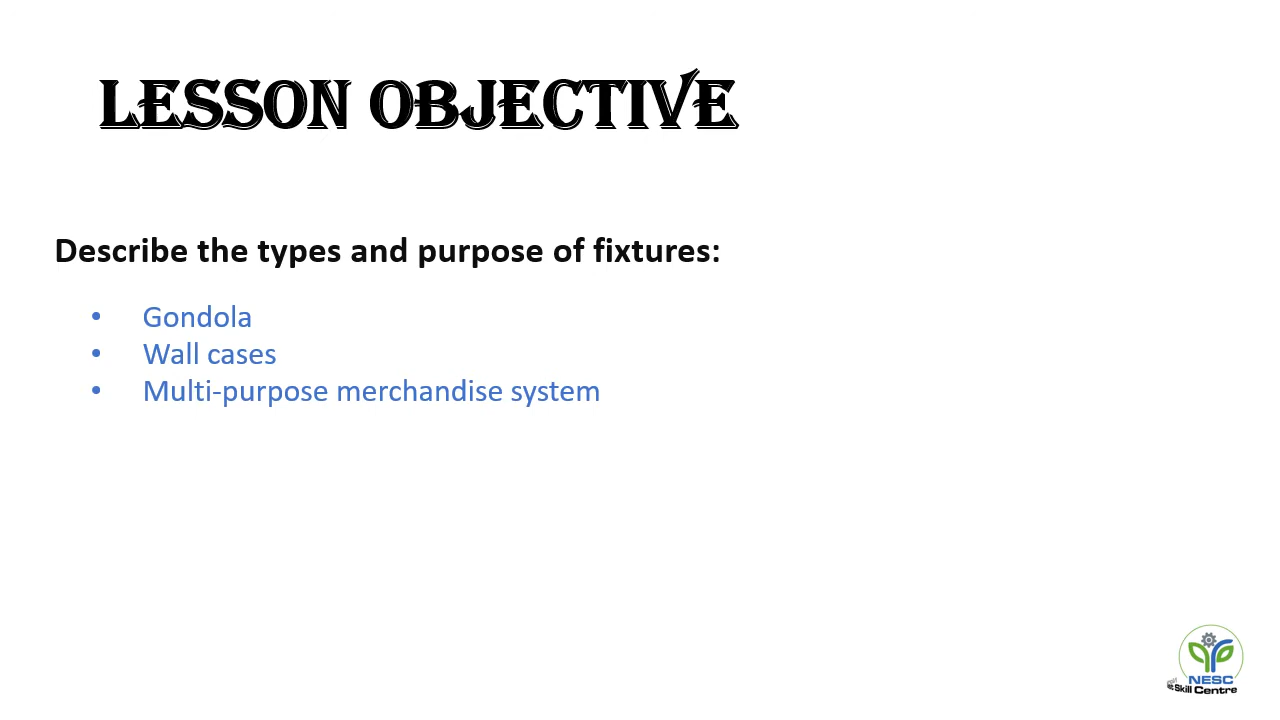 LESSON OBJECTIVE
Describe the types and purpose of fixtures:
• Gondola
• Wall cases
• Multi-purpose merchandise system
NESC
Skill Centre